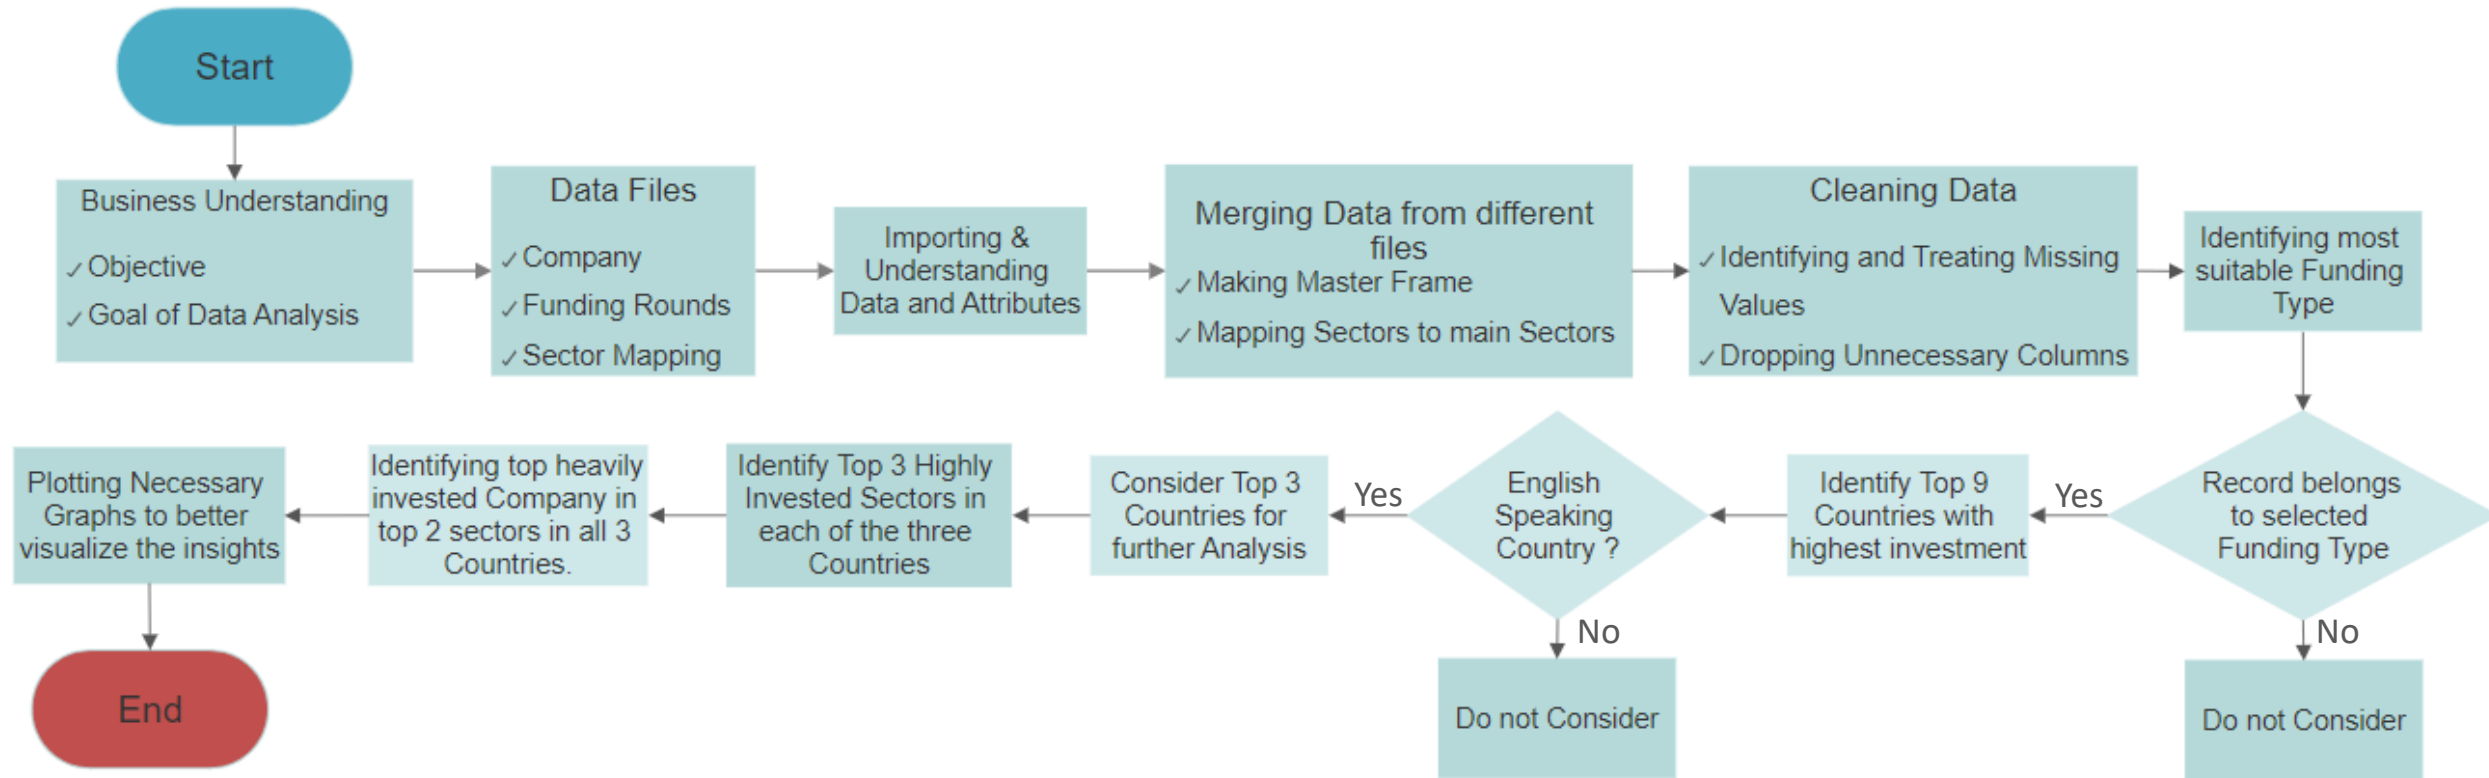 Start
Business Understanding
✓ Objective
✓ Goal of Data Analysis
Data Files
✓ Company
✓ Funding Rounds
✓ Sector Mapping
Importing &
Understanding
Data and Attributes
Merging Data from different
files
✓ Making Master Frame
✓ Mapping Sectors to main Sectors
Cleaning Data
✓ Identifying and Treating Missing
Values
✓ Dropping Unnecessary Columns
Identifying most
suitable Funding
Type
Record belongs
to selected
Funding Type
No
Do not Consider
Yes
Identify Top 9
Countries with
highest investment
English
Speaking
Country ?
No
Do not Consider
Yes
Consider Top 3
Countries for
further Analysis
Identify Top 3 Highly
Invested Sectors in
each of the three
Countries
Identifying top heavily
invested Company in
top 2 sectors in all 3
Countries.
Plotting Necessary
Graphs to better
visualize the insights
End